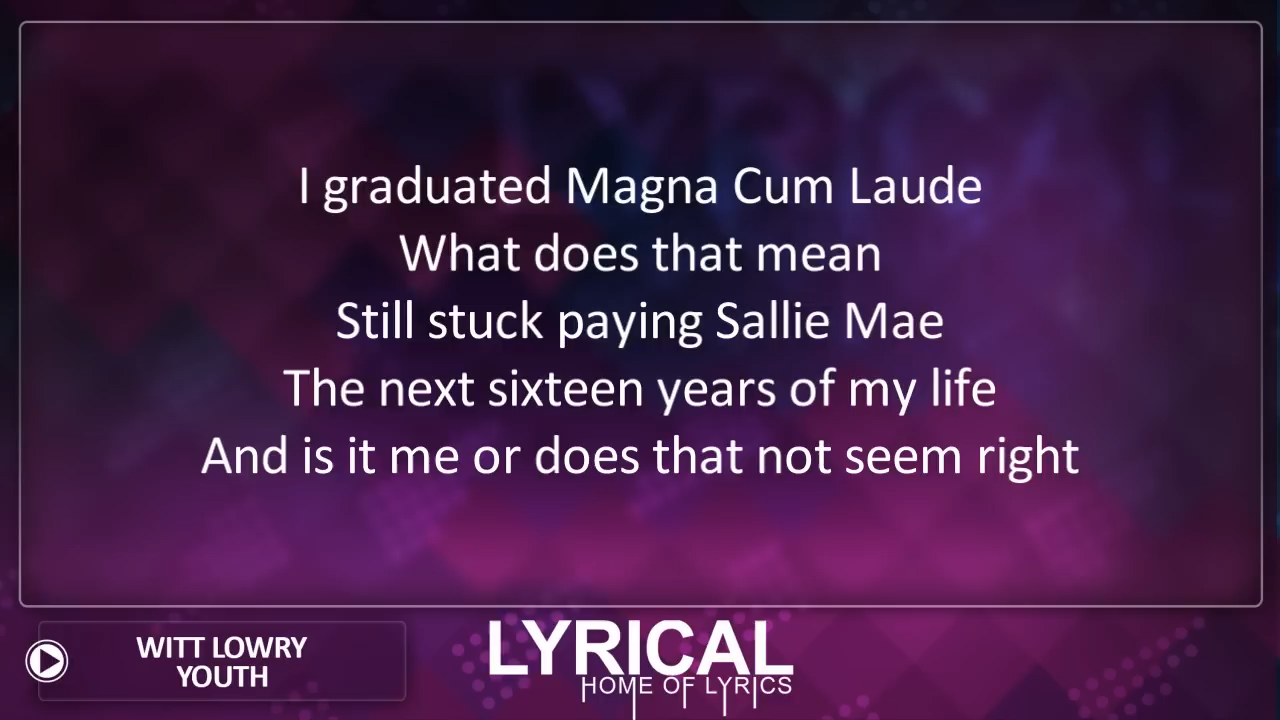 I graduated Magna Cum Laude
What does that mean
Still stuck paying Sallie Mae
The next sixteen years of my life
And is it me or does that not seem right
WITT LOWRY
YOUTH
LYRICAL
HOME OF LYRICS